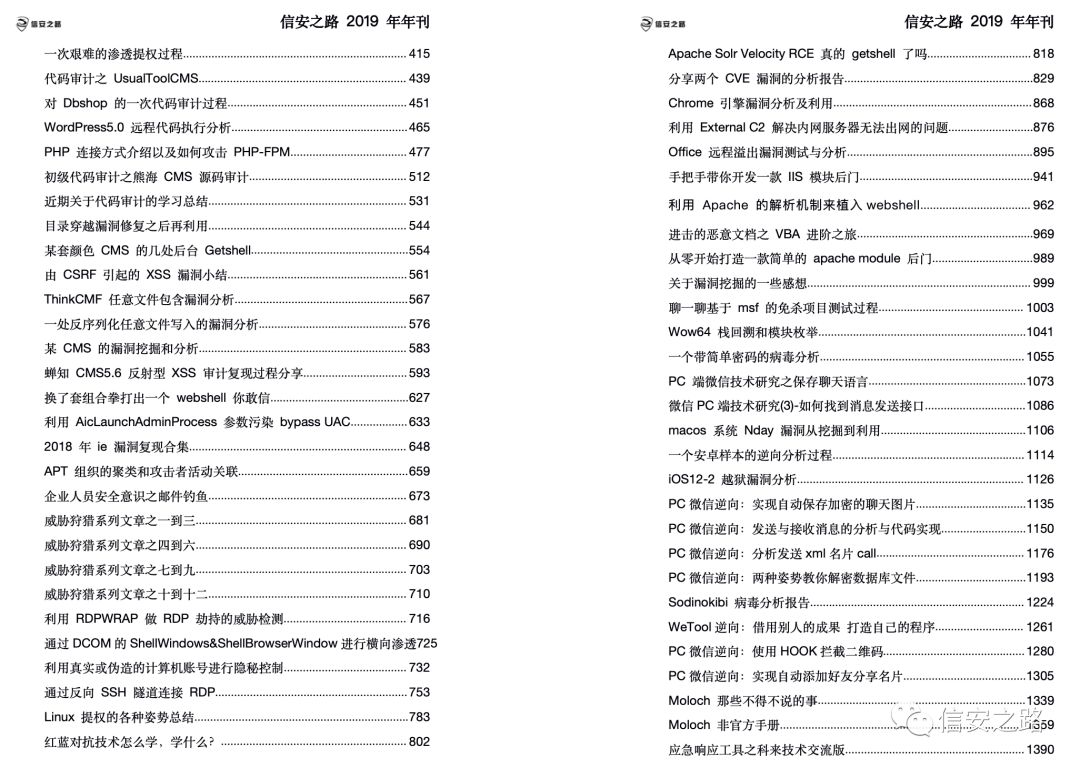 信安之路
信安之路 2019 年年刊
一次艰难的渗透提权过程 415
代码审计之 UsualToolCMS 439
对 Dbshop 的一次代码审计过程 451
WordPress5.0 远程代码执行分析 465
PHP 连接方式介绍以及如何攻击 PHP-FPM 477
初级代码审计之熊海 CMS 源码审计 512
近期关于代码审计的学习总结 531
目录穿越漏洞修复之后再利用 544
某套颜色 CMS 的几处后台 Getshell 554
由 CSRF 引起的 XSS 漏洞小结 561
ThinkCMF 任意文件包含漏洞分析 567
一处反序列化任意文件写入的漏洞分析 576
某 CMS 的漏洞挖掘和分析 583
蝉知 CMS5.6 反射型 XSS 审计复现过程分享 593
换了套组合拳打出一个 webshell 你敢信 627
利用 AicLaunchAdminProcess 参数污染 bypass UAC 633
2018 年 ie 漏洞复现合集 648
APT 组织的聚类和攻击者活动关联 659
企业人员安全意识之邮件钓鱼 673
威胁狩猎系列文章之一到三 681
威胁狩猎系列文章之四到六 690
威胁狩猎系列文章之七到九 703
威胁狩猎系列文章之十到十二 710
利用 RDPWRAP 做 RDP 劫持的威胁检测 716
通过 DCOM 的 ShellWindows&ShellBrowserWindow 进行横向渗透725
利用真实或伪造的计算机账号进行隐秘控制 732
通过反向 SSH 隧道连接 RDP 753
Linux 提权的各种姿势总结 783
红蓝对抗技术怎么学，学什么？ 802
信安之路
信安之路 2019 年年刊
Apache Solr Velocity RCE 真的 getshell 了吗 818
分享两个 CVE 漏洞的分析报告 829
Chrome 引擎漏洞分析及利用 868
利用 External C2 解决内网服务器无法出网的问题 876
Office 远程溢出漏洞测试与分析 895
手把手带你开发一款 IIS 模块后门 941
利用 Apache 的解析机制来植入 webshell 962
进击的恶意文档之 VBA 进阶之旅 969
从零开始打造一款简单的 apache module 后门 989
关于漏洞挖掘的一些感想 999
聊一聊基于 msf 的免杀项目测试过程 1003
Wow64 栈回溯和模块枚举 1041
一个带简单密码的病毒分析 1055
PC 端微信技术研究之保存聊天语言 1073
微信 PC 端技术研究(3)-如何找到消息发送接口 1086
macos 系统 Nday 漏洞从挖掘到利用 1106
一个安卓样本的逆向分析过程 1114
iOS12-2 越狱漏洞分析 1126
PC 微信逆向：实现自动保存加密的聊天图片 1135
PC 微信逆向：发送与接收消息的分析与代码实现 1150
PC 微信逆向：分析发送 xml 名片 call 1176
PC 微信逆向：两种姿势教你解密数据库文件 1193
Sodinokibi 病毒分析报告 1224
WeTool 逆向：借用别人的成果 打造自己的程序 1261
PC 微信逆向：使用 HOOK 拦截二维码 1280
PC 微信逆向：实现自动添加好友分享名片 1305
Moloch 那些不得不说的事 1339
Moloch 非官方手册 1359
应急响应工具之科来技术交流版 1390
信安之路